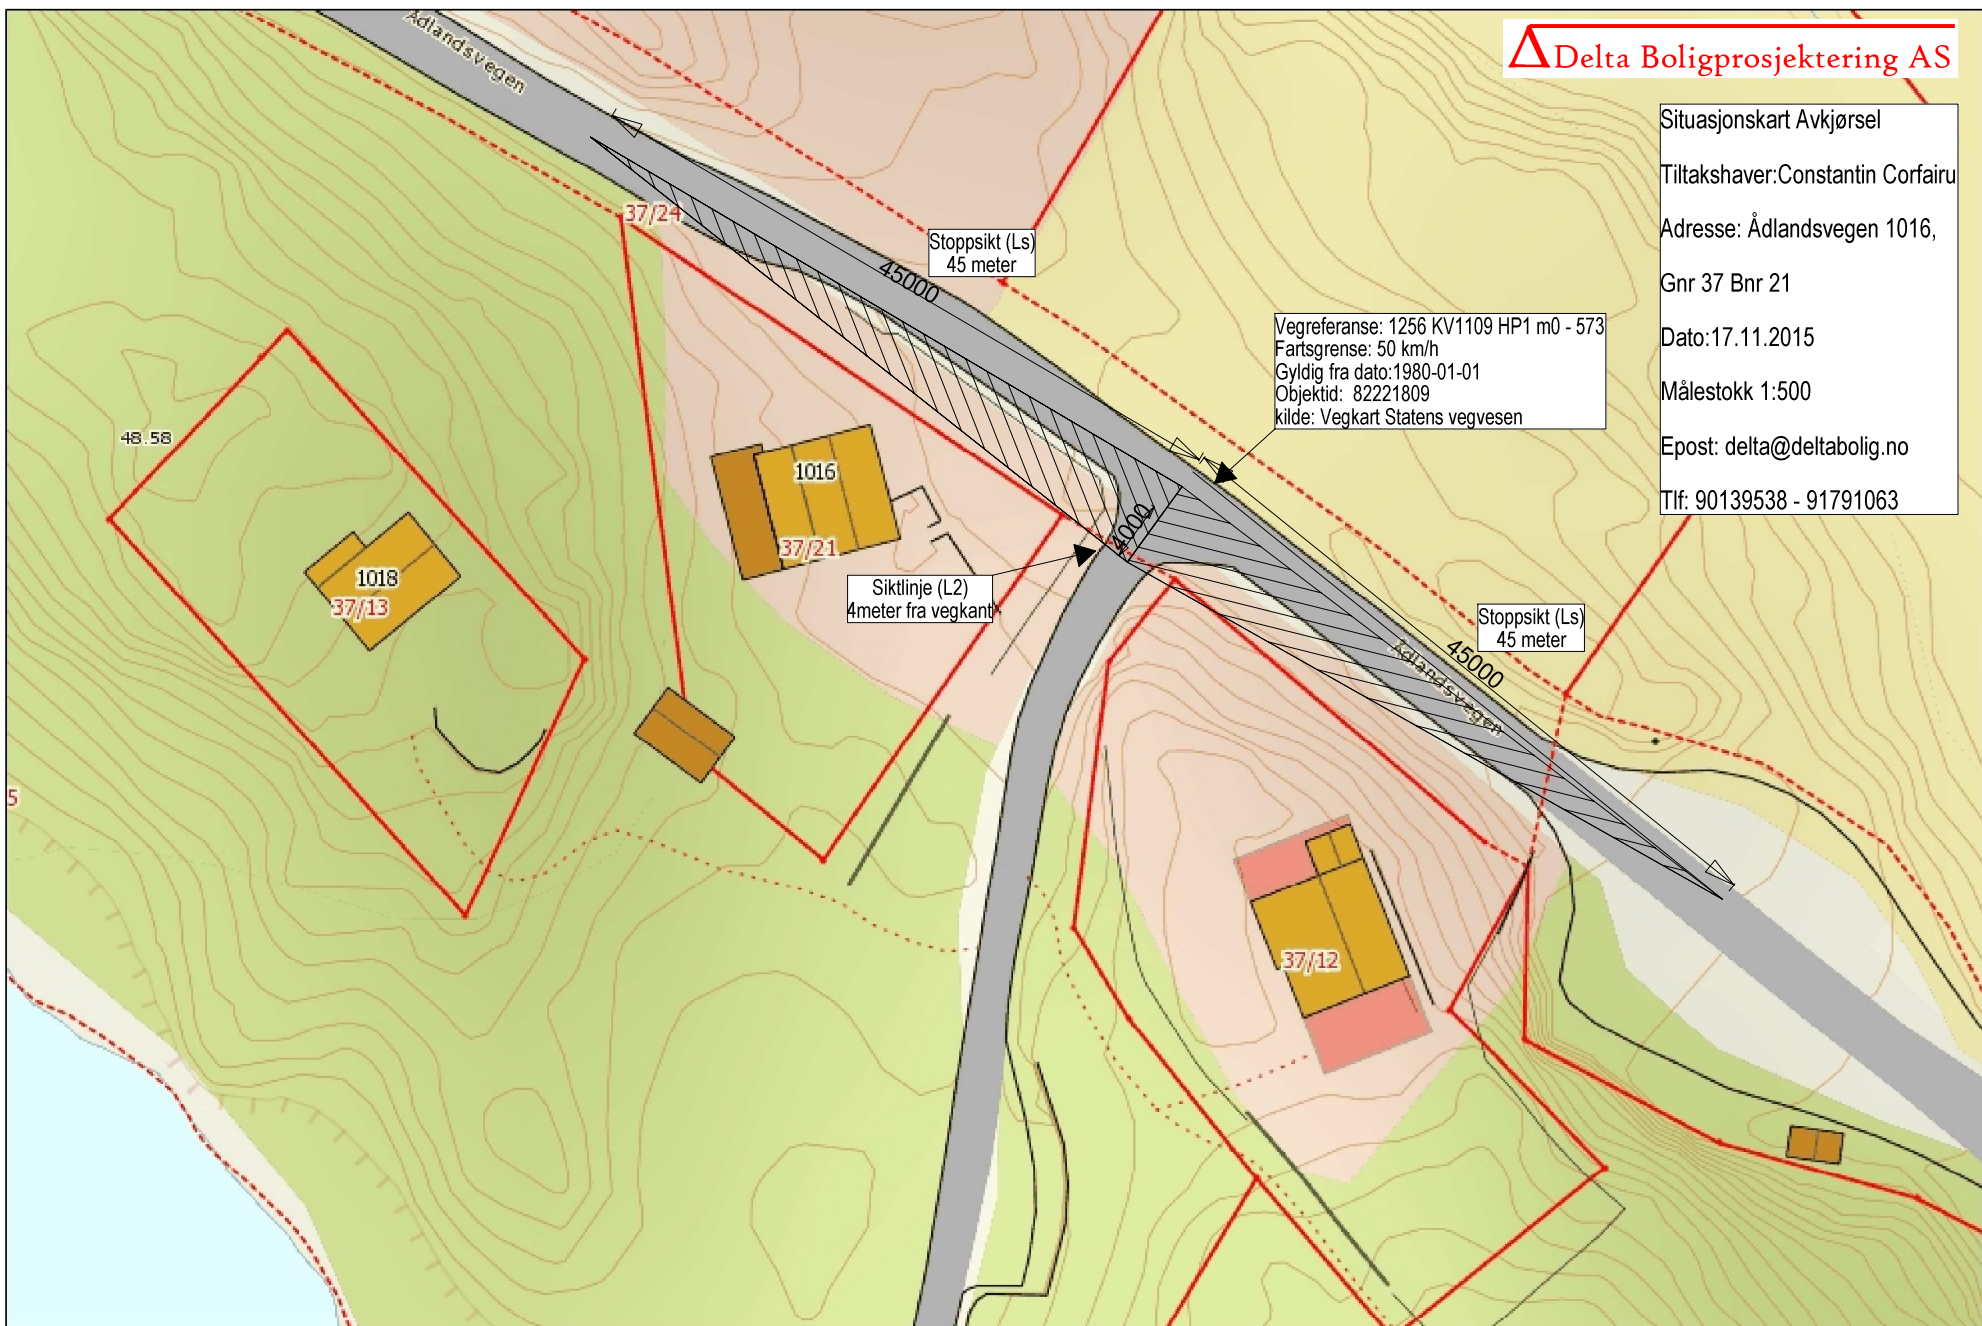 Ådlandsvegen
Delta Boligprosjektering AS
Situasjonskart Avkjørsel
Tiltakshaver:Constantin Corfairu
Adresse: Ådlandsvegen 1016,
Gnr 37 Bnr 21
Dato:17.11.2015
Målestokk 1:500
Epost: delta@deltabolig.no
Tlf: 90139538 - 91791063
37/24
Stoppsikt (Ls)
45 meter
45000
Vegreferanse: 1256 KV1109 HP1 m0 - 573
Fartsgrense: 50 km/h
Gyldig fra dato:1980-01-01
Objektid: 82221809
kilde: Vegkart Statens vegvesen
48.58
1016
37/21
4000
1018
37/13
Siktlinje (L2)
4meter fra vegkant
Stoppsikt (Ls)
45 meter
45000
Ådlandsvegen
5
37/12